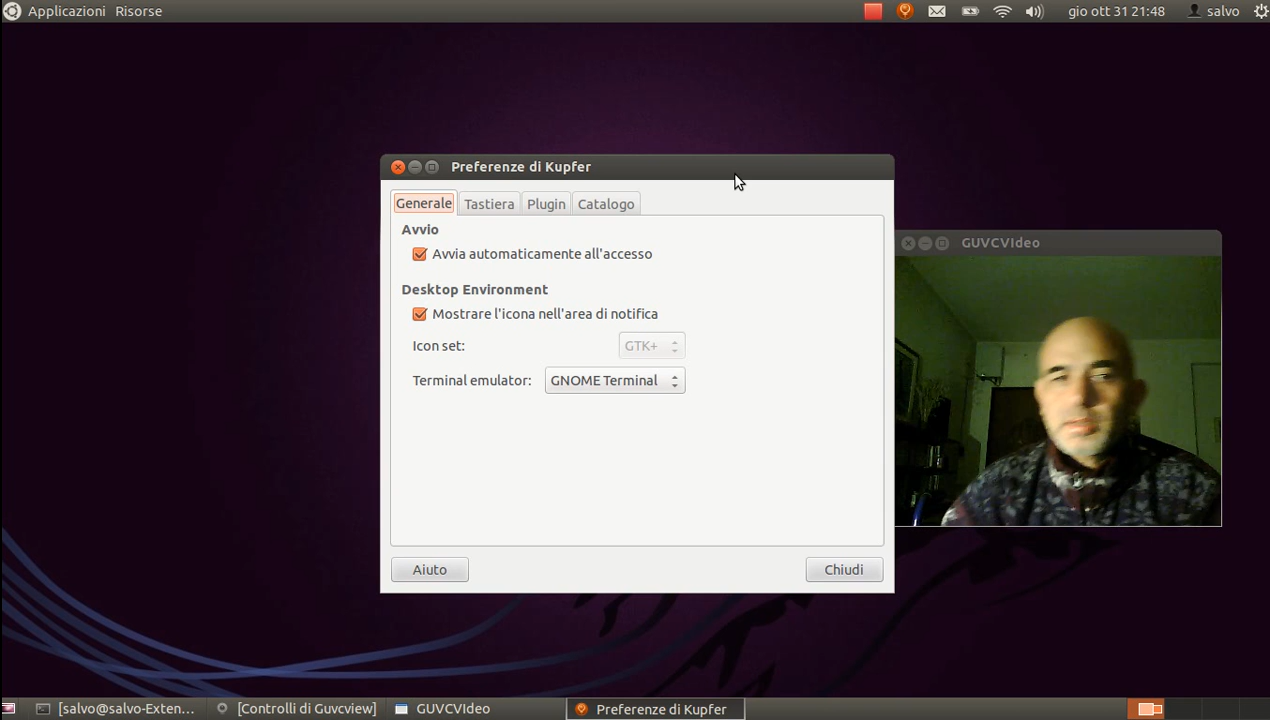 Applicazioni Risorse
gio ott 31 21:48 salvo
Preferenze di Kupfer
Generale Tastiera Plugin Catalogo
Avvio
Avvia automaticamente all'accesso
Desktop Environment
Mostrare l'icona nell'area di notifica
Icon set: GTK+
Terminal emulator: GNOME Terminal
Aiuto Chiudi
GUVCVIdeo
[salvo@salvo-Exten... [Controlli di Guvcview] GUVCVIdeo Preferenze di Kupfer